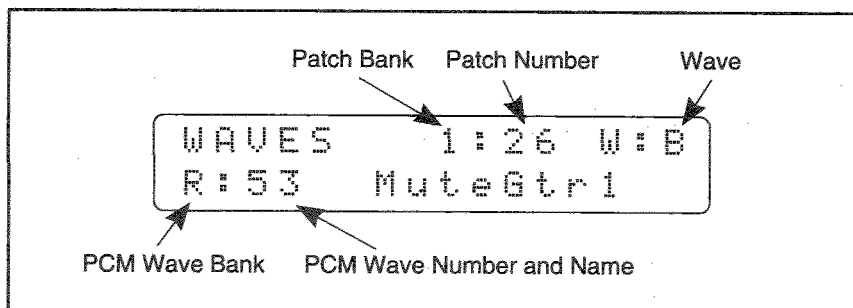 Patch Bank Patch Number Wave
WAVES 1:26 W:B
R:53 MuteGtr1
PCM Wave Bank PCM Wave Number and Name